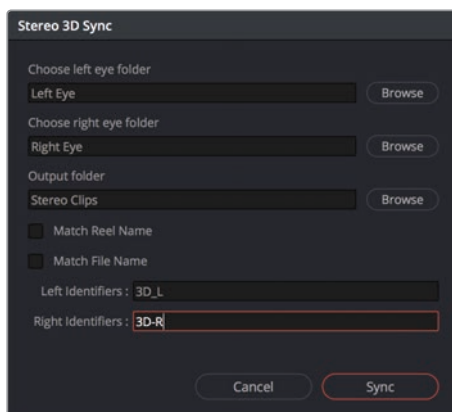 Stereo 3D Sync
Choose left eye folder
Left Eye
Browse
Choose right eye folder
Right Eye
Browse
Output folder
Stereo Clips
Browse
Match Reel Name
Match File Name
Left Identifiers : 3D_L
Right Identifiers : 3D-R
Cancel
Sync